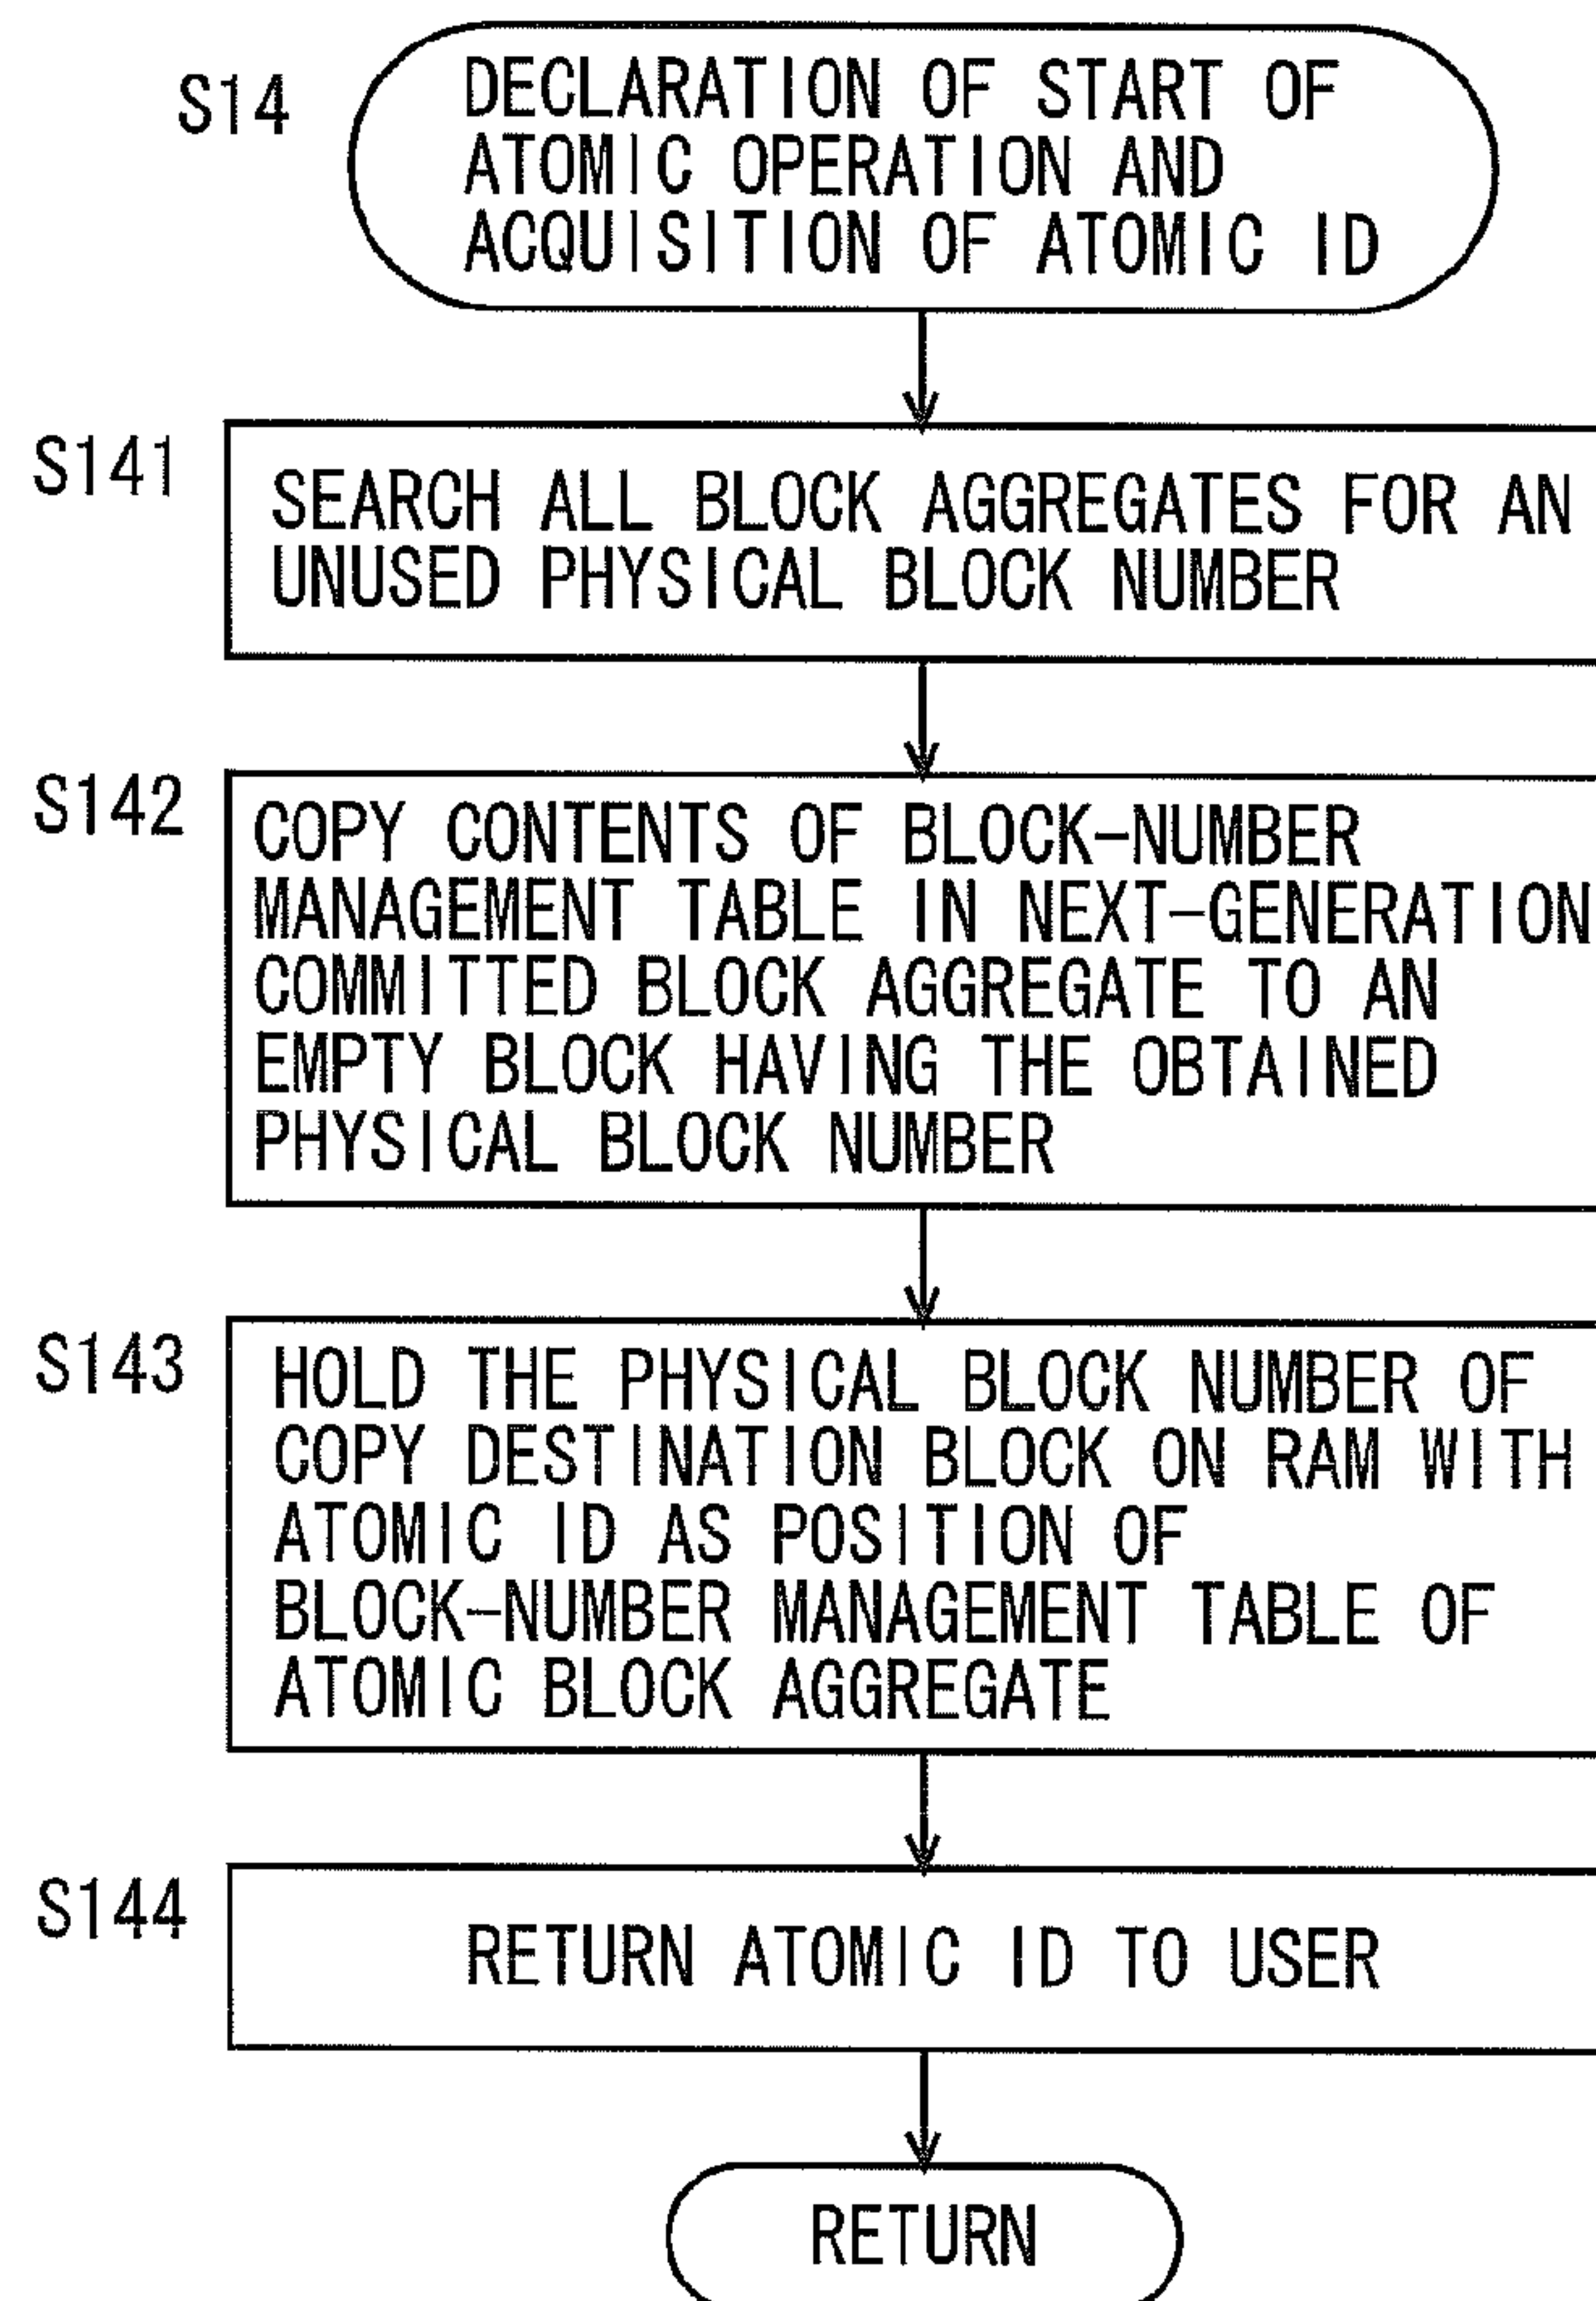 S14
DECLARATION OF START OF
ATOMIC OPERATION AND
ACQUISITION OF ATOMIC ID
S141
SEARCH ALL BLOCK AGGREGATES FOR AN
UNUSED PHYSICAL BLOCK NUMBER
S142
COPY CONTENTS OF BLOCK-NUMBER
MANAGEMENT TABLE IN NEXT-GENERATION
COMMITTED BLOCK AGGREGATE TO AN
EMPTY BLOCK HAVING THE OBTAINED
PHYSICAL BLOCK NUMBER
S143
HOLD THE PHYSICAL BLOCK NUMBER OF
COPY DESTINATION BLOCK ON RAM WITH
ATOMIC ID AS POSITION OF
BLOCK-NUMBER MANAGEMENT TABLE OF
ATOMIC BLOCK AGGREGATE
S144
RETURN ATOMIC ID TO USER
RETURN